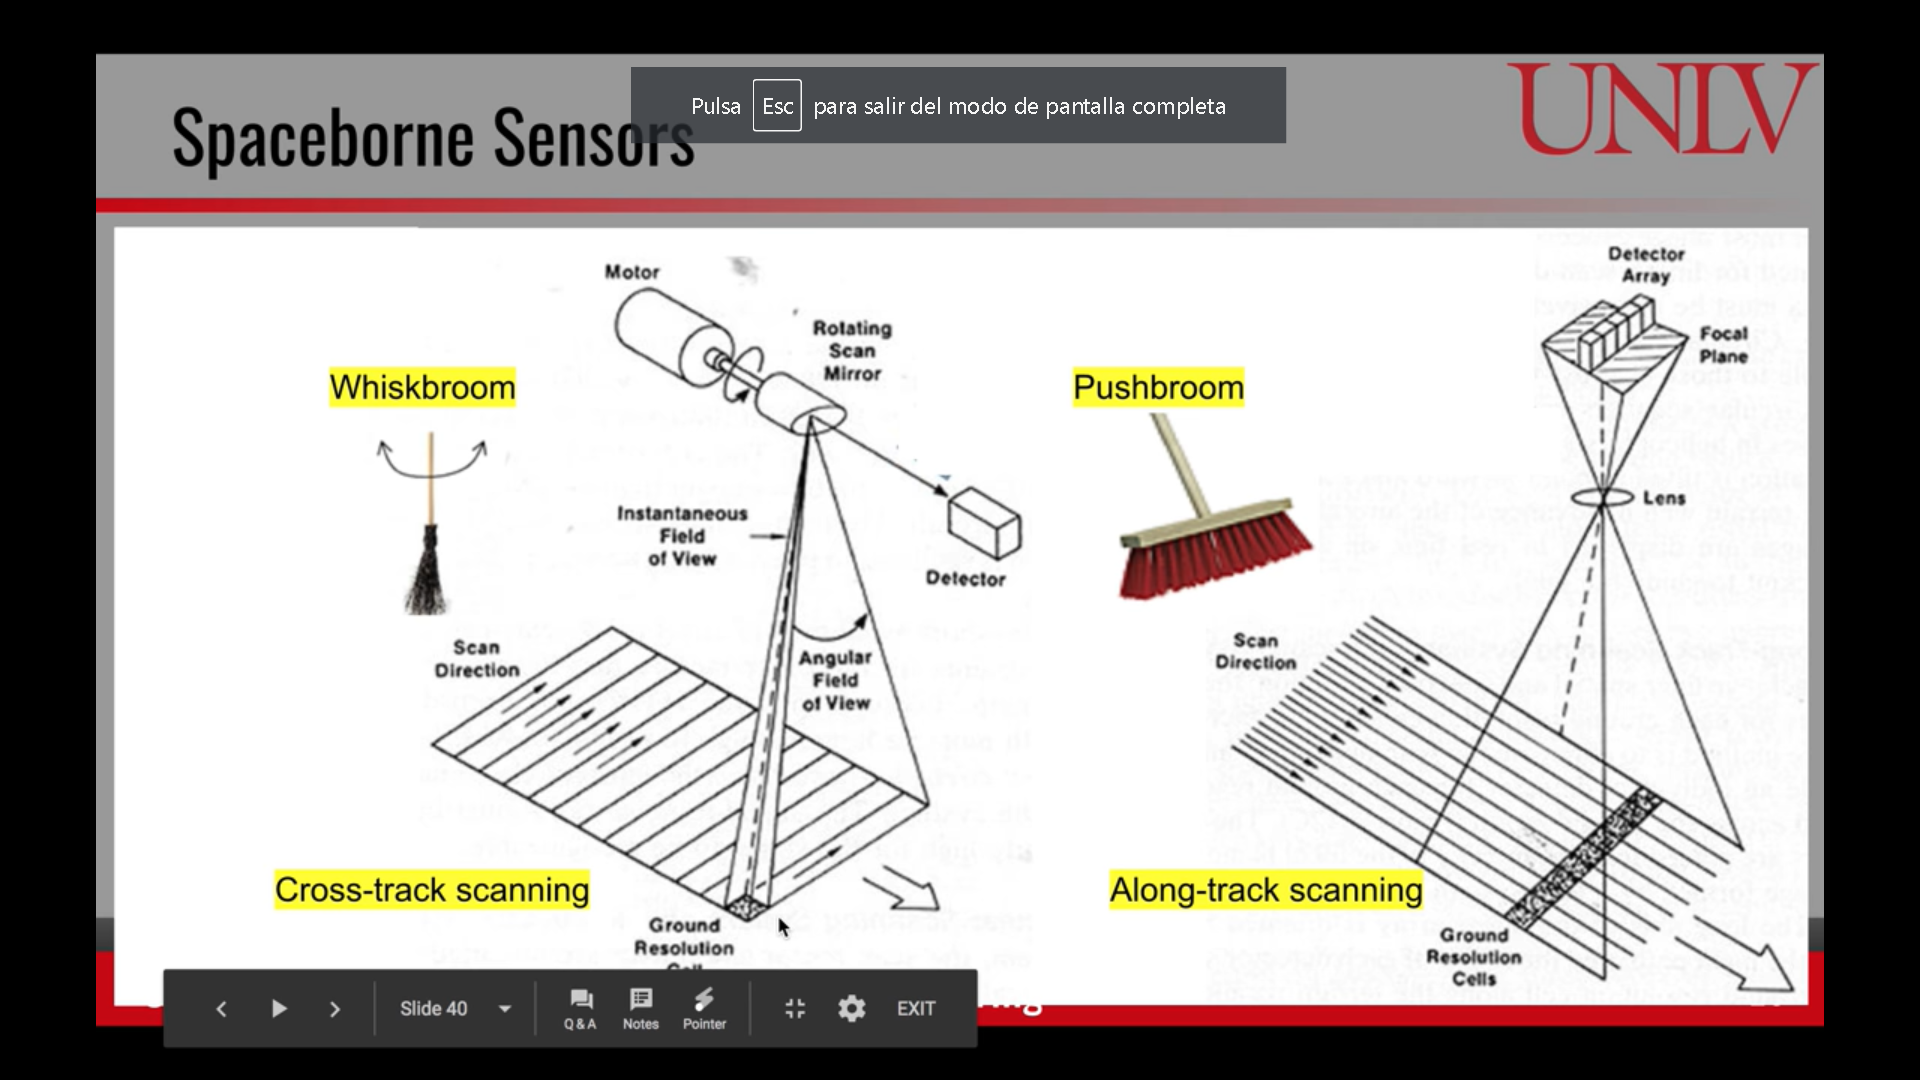 Pulsa Esc para salir del modo de pantalla completa
UNLV
Spaceborne Sensors
Motor
Rotating
Scan
Mirror
Whiskbroom
Instantaneous
Field
of View
Detector
Scan
Direction
Angular
Field
of View
Cross-track scanning
Ground
Resolution
Pushbroom
Detector
Array
Focal
Plane
Lens
Scan
Direction
Along-track scanning
Ground
Resolution
Cells
Slide 40
Q & A
Notes
Pointer
EXIT